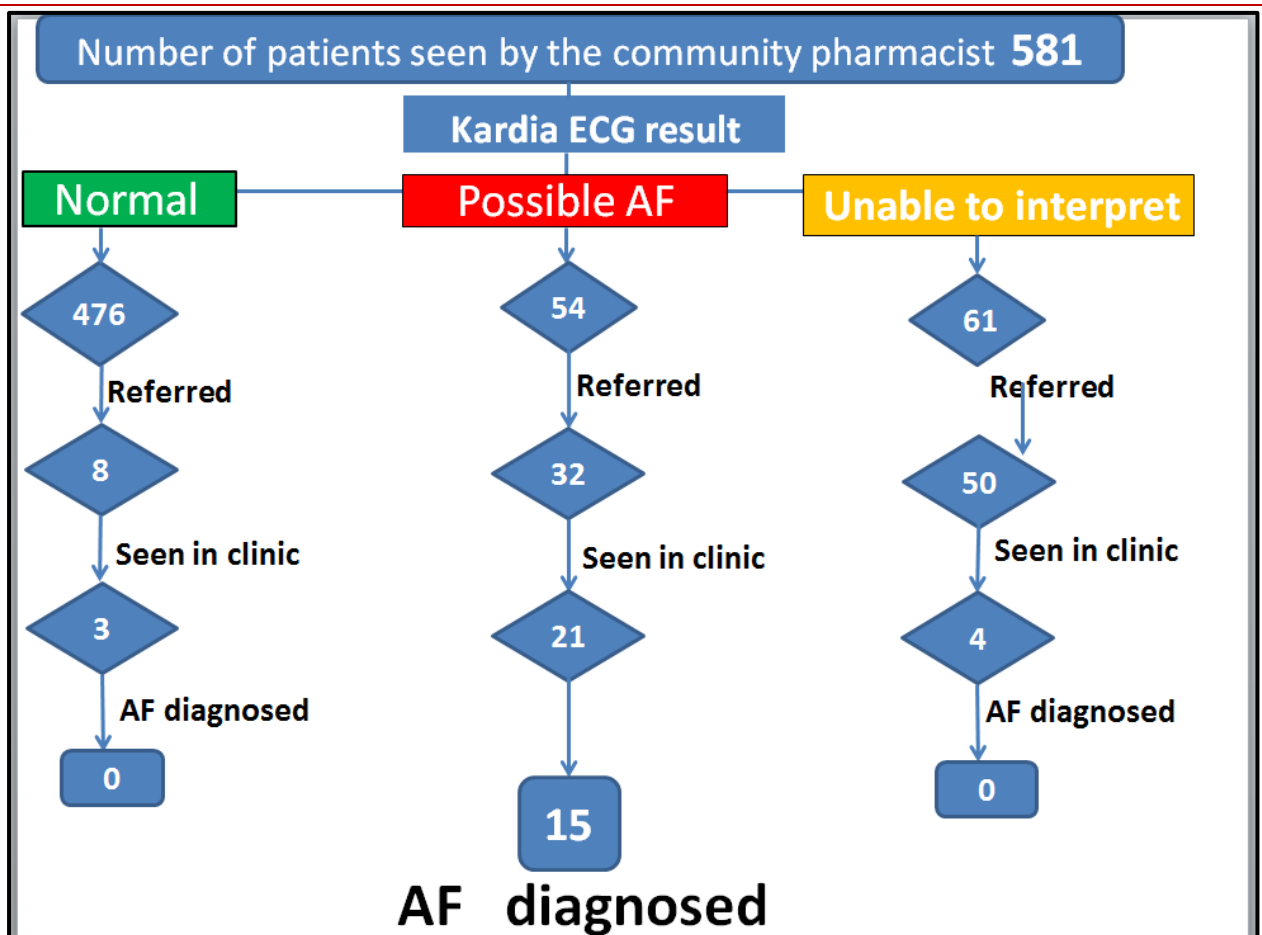 Number of patients seen by the community pharmacist 581
Kardia ECG result
Normal
Possible AF
Unable to interpret
476
54
61
Referred
Referred
Referred
8
32
50
Seen in clinic
Seen in clinic
Seen in clinic
3
21
4
AF diagnosed
AF diagnosed
0
15
0
AF diagnosed